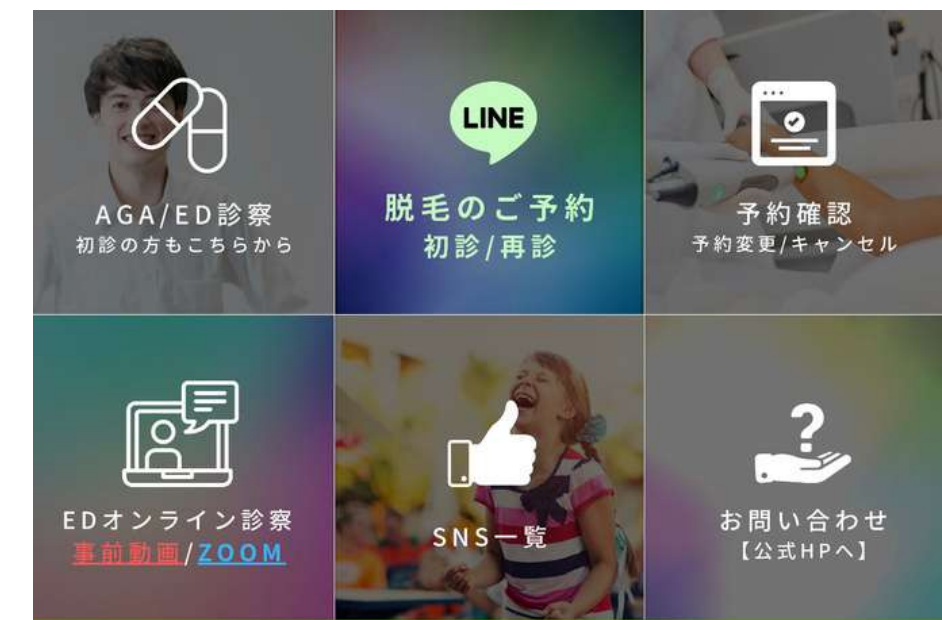 AGA/ED診察
初診の方もこちらから
LINE
脱毛のご予約
初診/再診
予約確認
予約変更/キャンセル
EDオンライン診察
事前動画/ZOOM
SNS一覧
?
お問い合わせ
【公式HPへ】